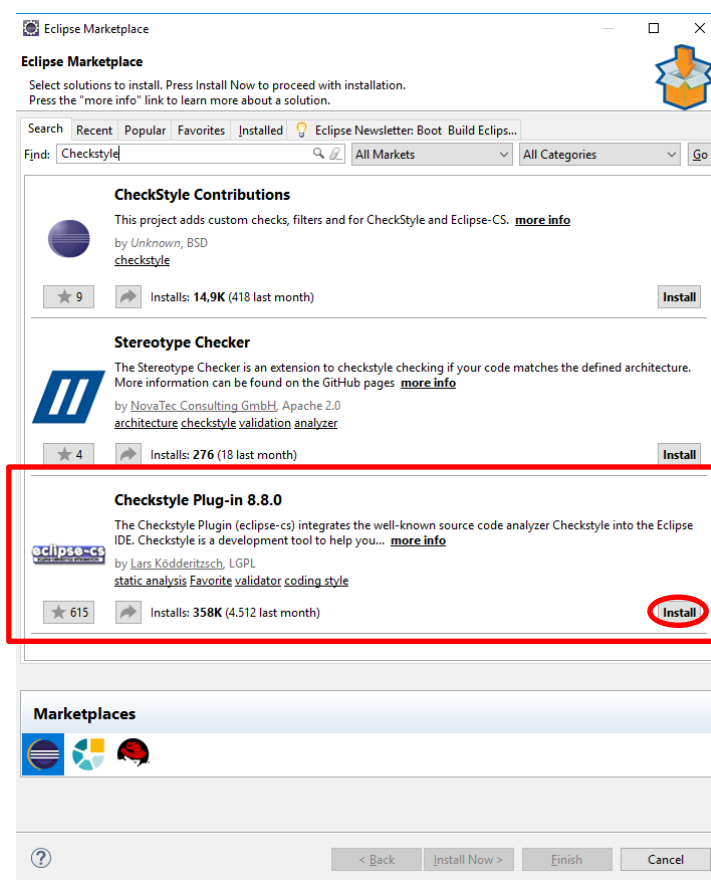 Eclipse Marketplace
Eclipse Marketplace
Select solutions to install. Press Install Now to proceed with installation.
Press the "more info" link to learn more about a solution.
Search Recent Popular Favorites Installed Eclipse Newsletter: Boot Build Eclips...
Find: Checkstyle All Markets All Categories Go
CheckStyle Contributions
This project adds custom checks, filters and for CheckStyle and Eclipse-CS. more info
by Unknown, BSD
checkstyle
9 Installs: 14,9K (418 last month) Install
Stereotype Checker
The Stereotype Checker is an extension to checkstyle checking if your code matches the defined architecture.
More information can be found on the GitHub pages more info
by NovaTec Consulting GmbH, Apache 2.0
architecture checkstyle validation analyzer
4 Installs: 276 (18 last month) Install
Checkstyle Plug-in 8.8.0
The Checkstyle Plugin (eclipse-cs) integrates the well-known source code analyzer Checkstyle into the Eclipse
IDE. Checkstyle is a development tool to help you... more info
eclipse-cs
by Lars Ködderitzsch, LGPL
static analysis Favorite validator coding style
615 Installs: 358K (4.512 last month) Install
Marketplaces
? < Back Install Now > Finish Cancel